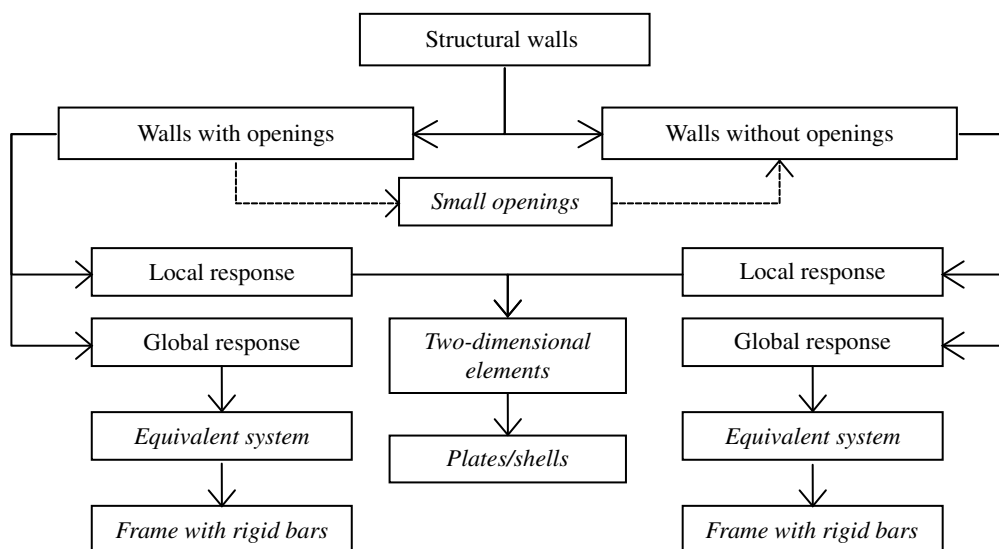 Structural walls
Walls with openings
Walls without openings
Small openings
Local response
Local response
Global response
Two-dimensional
elements
Global response
Equivalent system
Plates/shells
Equivalent system
Frame with rigid bars
Frame with rigid bars